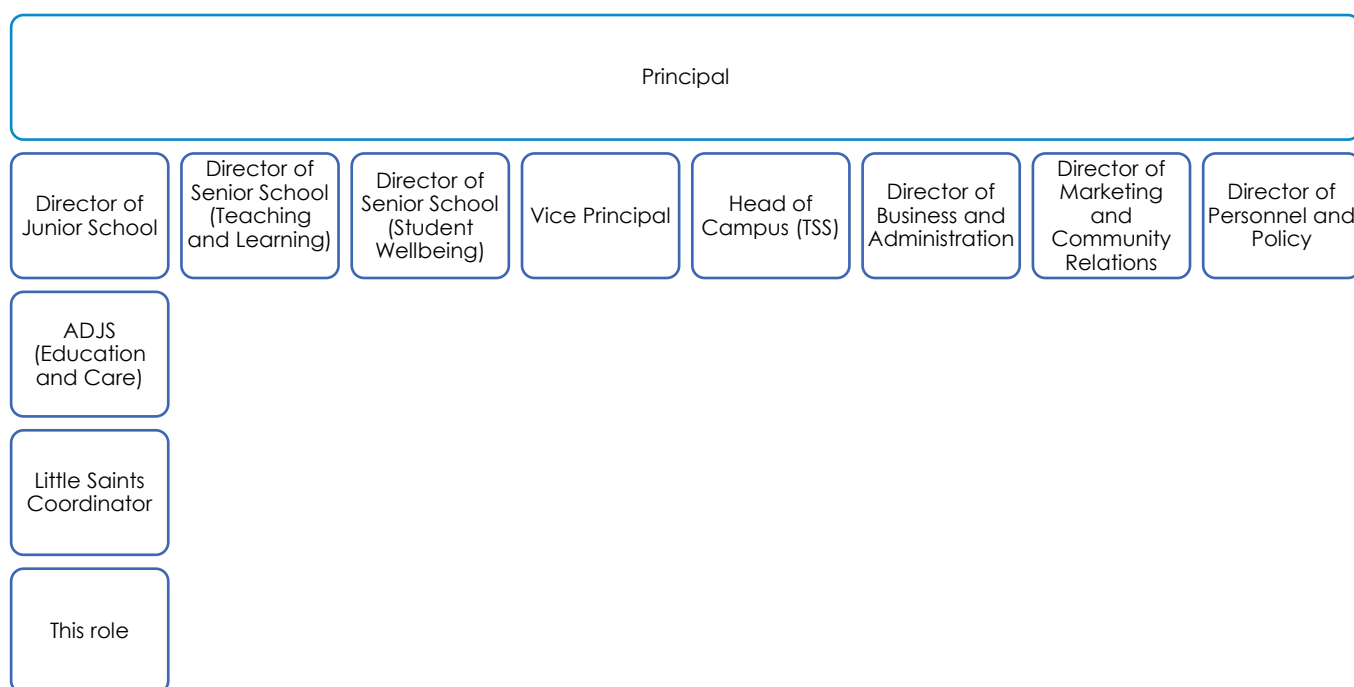 Principal
Director of
Junior School
Director of
Senior School
(Teaching
and Learning)
Director of
Senior School
(Student
Wellbeing)
Vice Principal
Head of
Campus (TSS)
Director of
Business and
Administration
Director of
Marketing
and
Community
Relations
Director of
Personnel and
Policy
ADJS
(Education
and Care)
Little Saints
Coordinator
This role